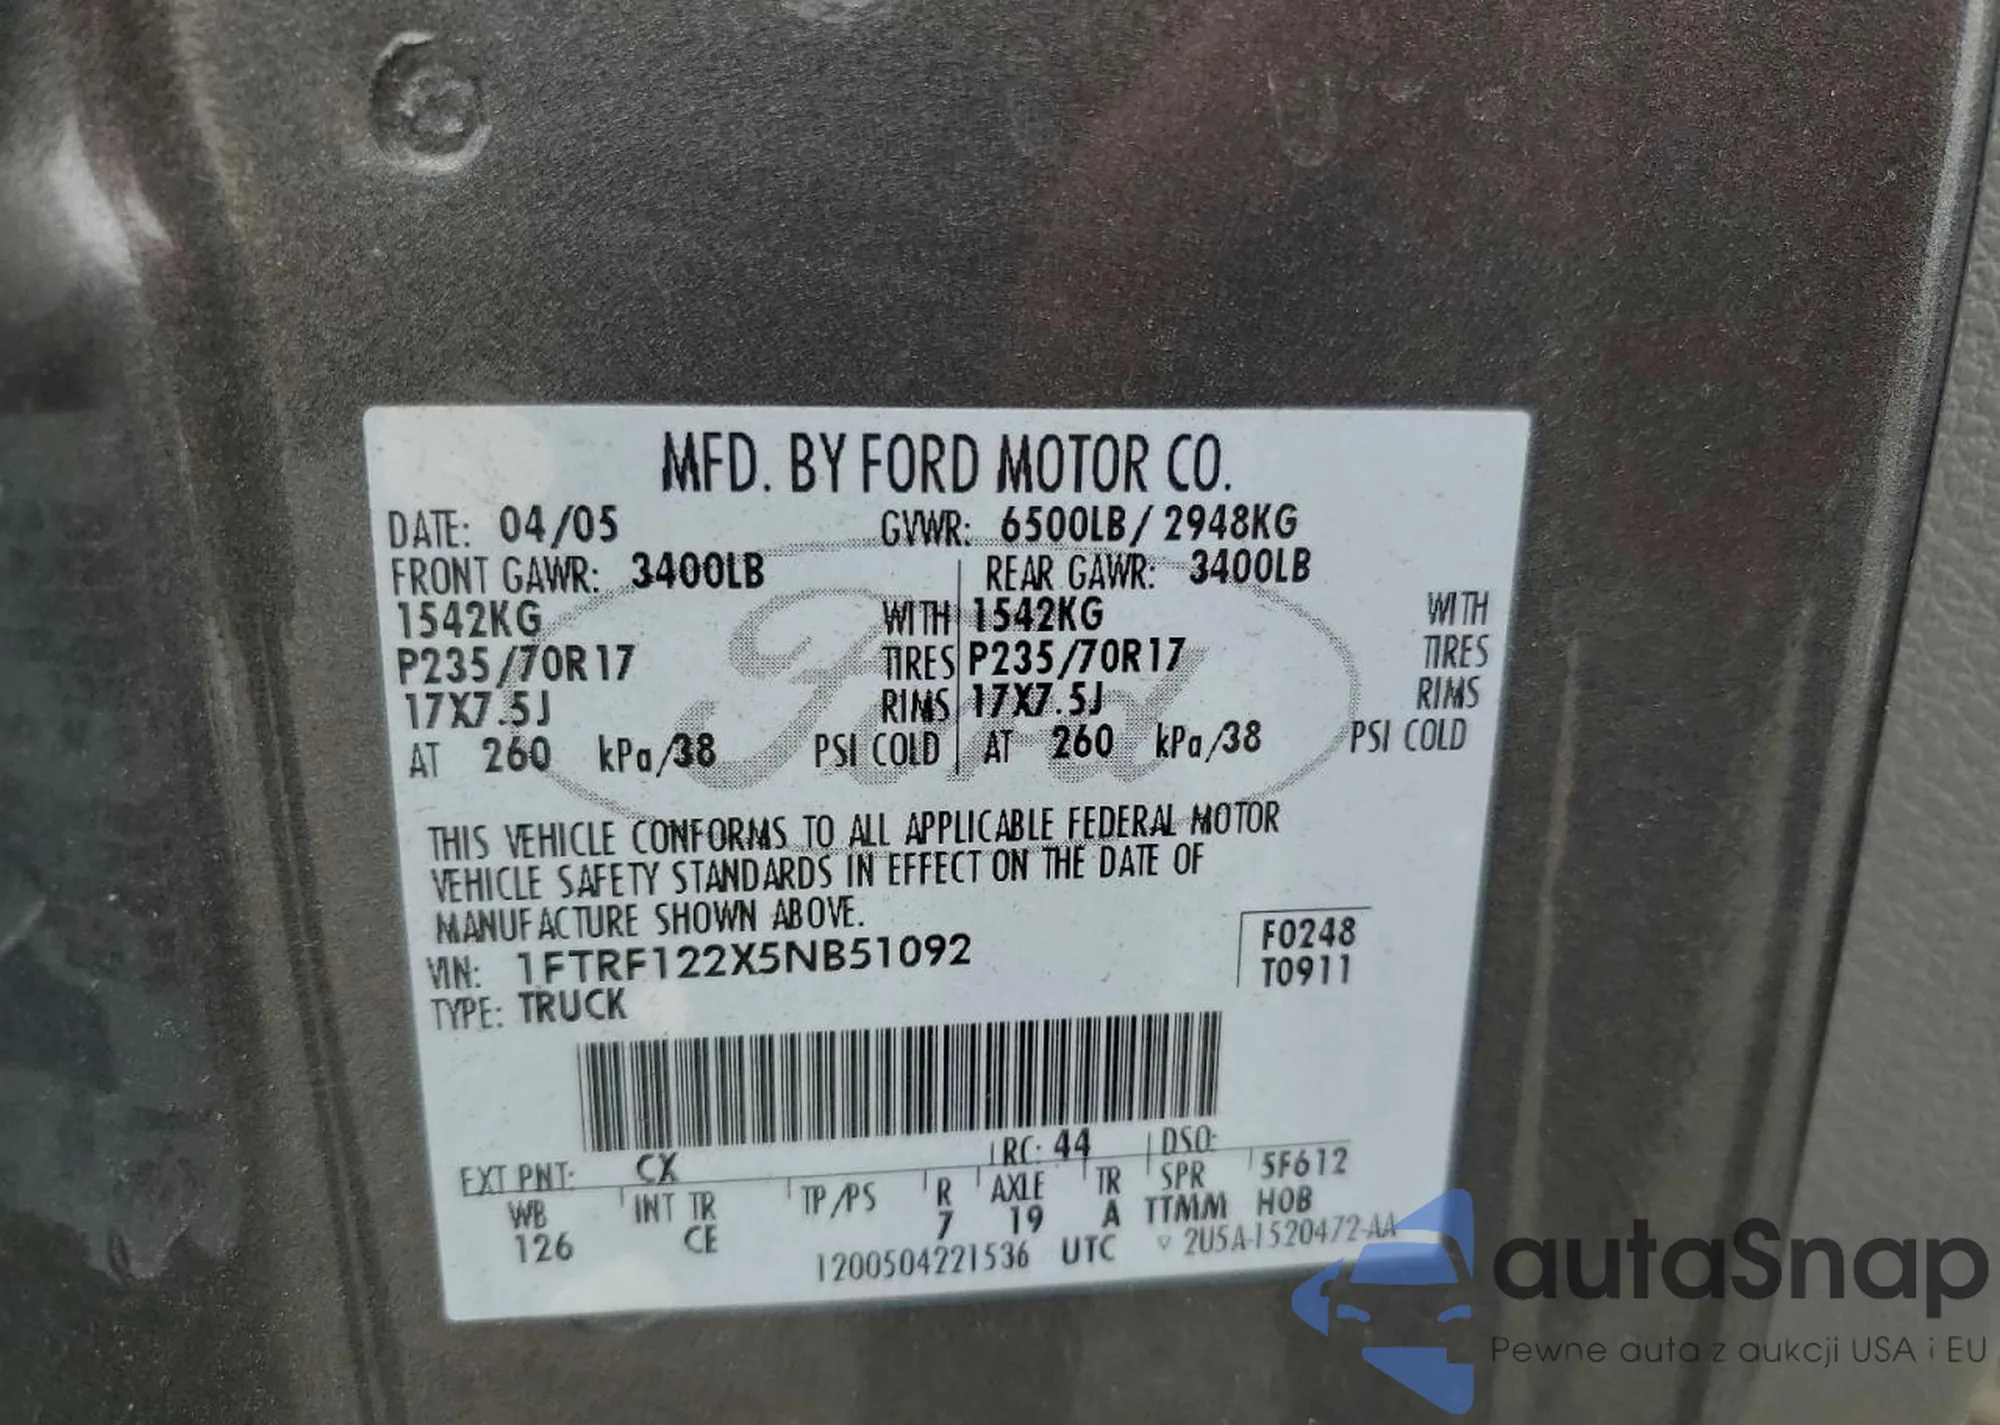 MFD. BY FORD MOTOR CO.
DATE: 04/05 GVWR: 6500LB/ 2948KG
FRONT GAWR: 3400LB REAR GAWR: 3400LB
1542KG WITH 1542KG WITH
P235/70R17 TIRES P235/70R17 TIRES
17X7.5J RIMS 17X7.5J RIMS
AT 260 kPa/38 PSI COLD AT 260 kPa/38 PSI COLD
THIS VEHICLE CONFORMS TO ALL APPLICABLE FEDERAL MOTOR
VEHICLE SAFETY STANDARDS IN EFFECT ON THE DATE OF
MANUFACTURE SHOWN ABOVE.
VIN: 1FTRF122X5NB51092 F0248
TYPE: TRUCK T0911
EXT PNT: CX RC: 44 DSO:
WB INT TR TP/PS R AXLE TR SPR 5F612
126 CE 7 19 A TTMM HOB
1200504221536 UTC 2U5A-1520472-AA
Ford
autaSnap
Pewne auta z aukcji USA i EU